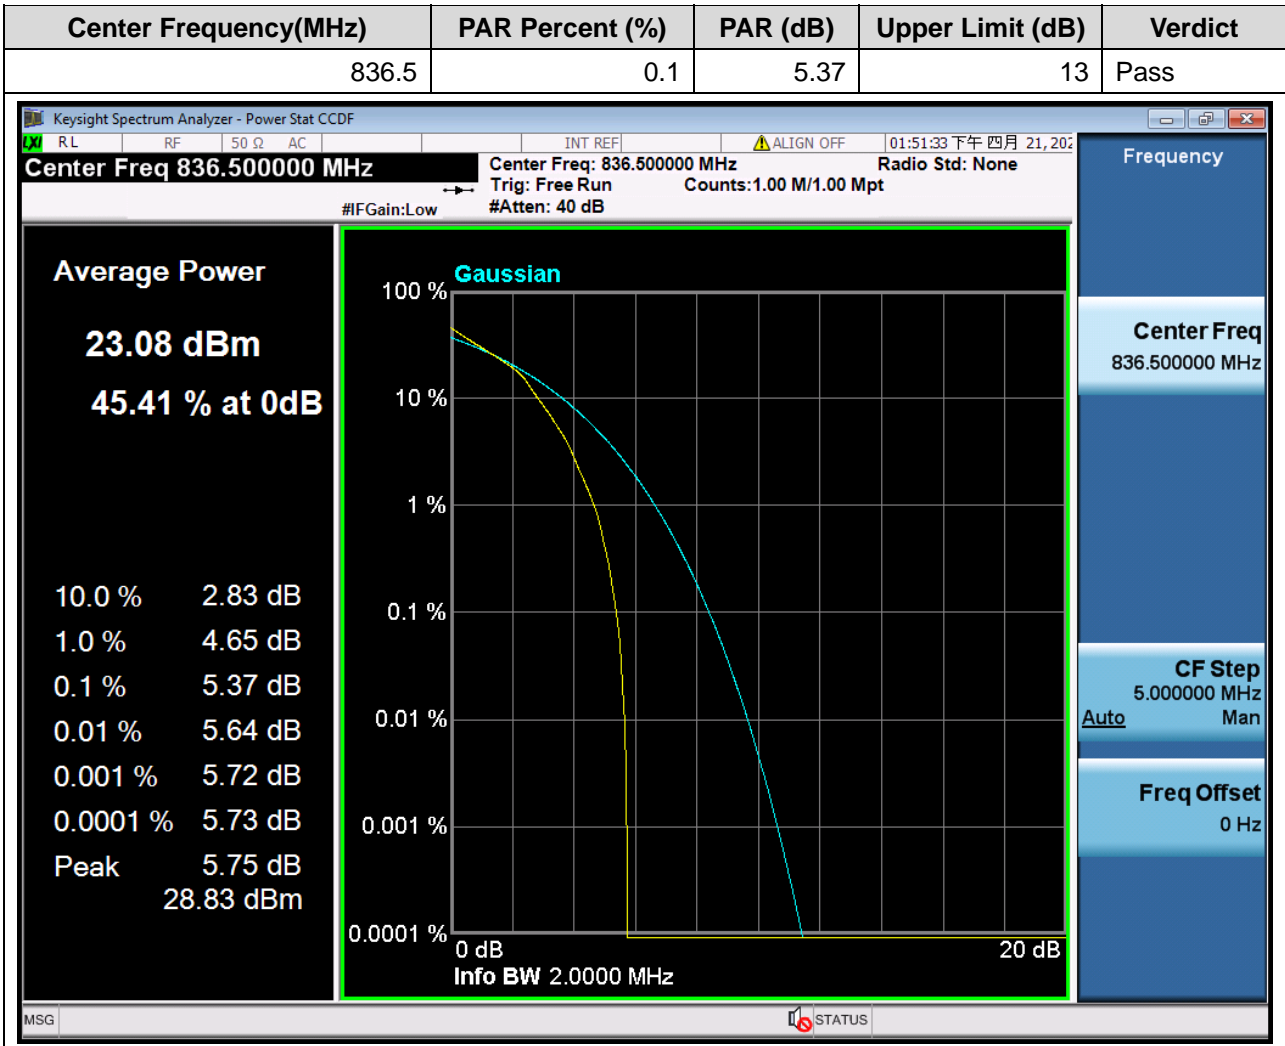 Center Frequency(MHz) PAR Percent (%) PAR (dB) Upper Limit (dB) Verdict
836.5 0.1 5.37 13 Pass
Keysight Spectrum Analyzer - Power Stat CCDF
LXI RL RF 50 Ω AC INT REF ALIGN OFF 01:51:33 下午 四月 21, 202
Center Freq 836.500000 MHz
Center Freq: 836.500000 MHz Radio Std: None
Trig: Free Run Counts:1.00 M/1.00 Mpt
#IFGain:Low #Atten: 40 dB
Average Power
23.08 dBm
45.41 % at 0dB
10.0 % 2.83 dB
1.0 % 4.65 dB
0.1 % 5.37 dB
0.01 % 5.64 dB
0.001 % 5.72 dB
0.0001 % 5.73 dB
Peak 5.75 dB
28.83 dBm
Gaussian
100 %
10 %
1 %
0.1 %
0.01 %
0.001 %
0.0001 %
0 dB 20 dB
Info BW 2.0000 MHz
Frequency
Center Freq
836.500000 MHz
CF Step
5.000000 MHz
Auto Man
Freq Offset
0 Hz
MSG STATUS